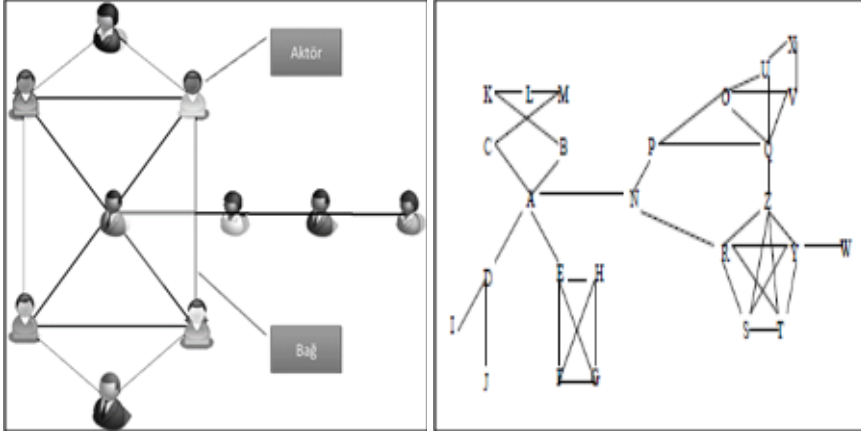 Aktör
Bağ
N
U
K L M
O V
C B P Q
A N Z
R Y W
D E H
I
S T
J F G